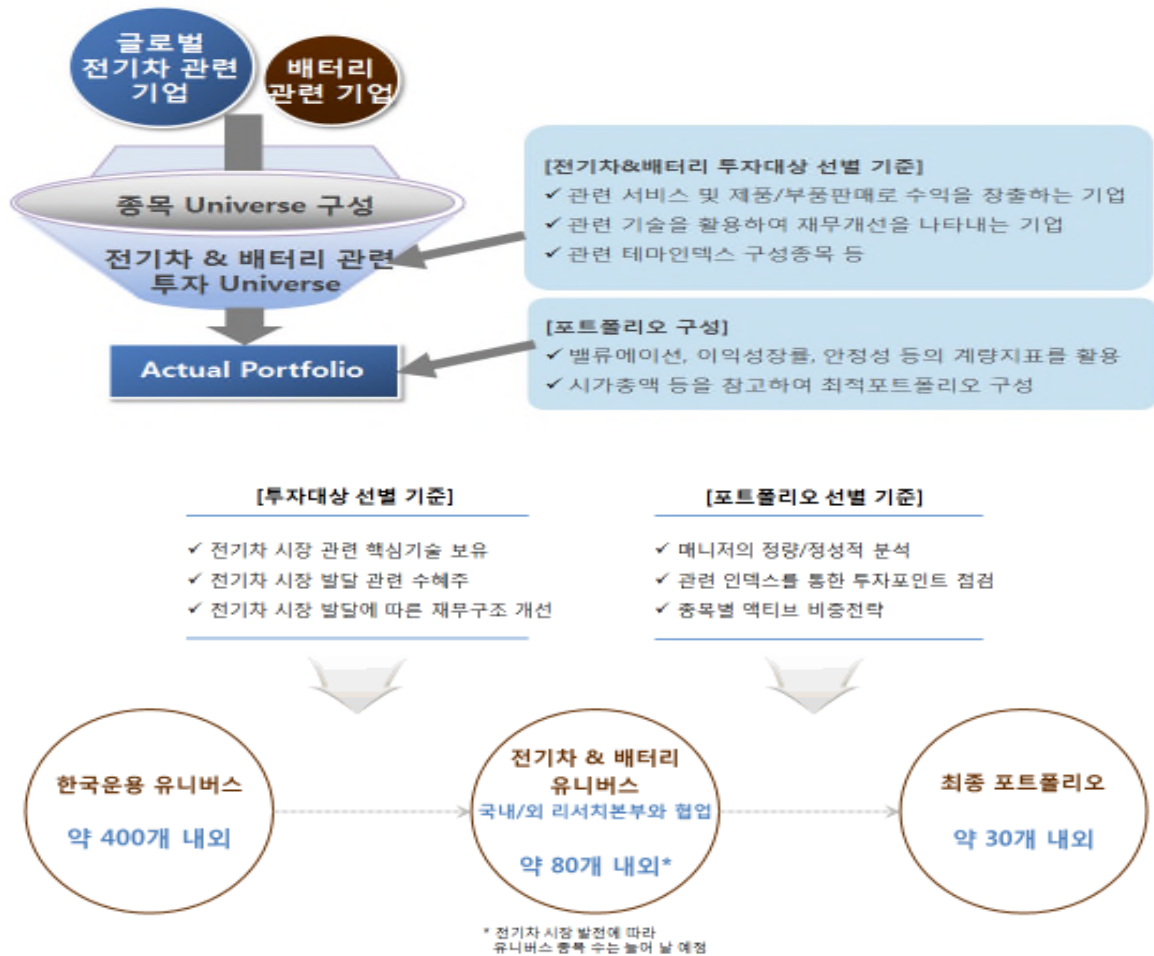 글로벌
전기차 관련
기업
배터리
관련 기업
종목 Universe 구성
전기차 & 배터리 관련
투자 Universe
Actual Portfolio
[전기차&배터리 투자대상 선별 기준]
✓ 관련 서비스 및 제품/부품판매로 수익을 창출하는 기업
✓ 관련 기술을 활용하여 재무개선을 나타내는 기업
✓ 관련 테마인덱스 구성종목 등
[포트폴리오 구성]
✓ 밸류에이션, 이익성장률, 안정성 등의 계량지표를 활용
✓ 시가총액 등을 참고하여 최적포트폴리오 구성
[투자대상 선별 기준]
✓ 전기차 시장 관련 핵심기술 보유
✓ 전기차 시장 발달 관련 수혜주
✓ 전기차 시장 발달에 따른 재무구조 개선
[포트폴리오 선별 기준]
✓ 매니저의 정량/정성적 분석
✓ 관련 인덱스를 통한 투자포인트 점검
✓ 종목별 액티브 비중전략
한국운용 유니버스
약 400개 내외
전기차 & 배터리
유니버스
국내/외 리서치본부와 협업
약 80개 내외*
최종 포트폴리오
약 30개 내외
* 전기차 시장 발전에 따라
유니버스 종목 수는 늘어 날 예정